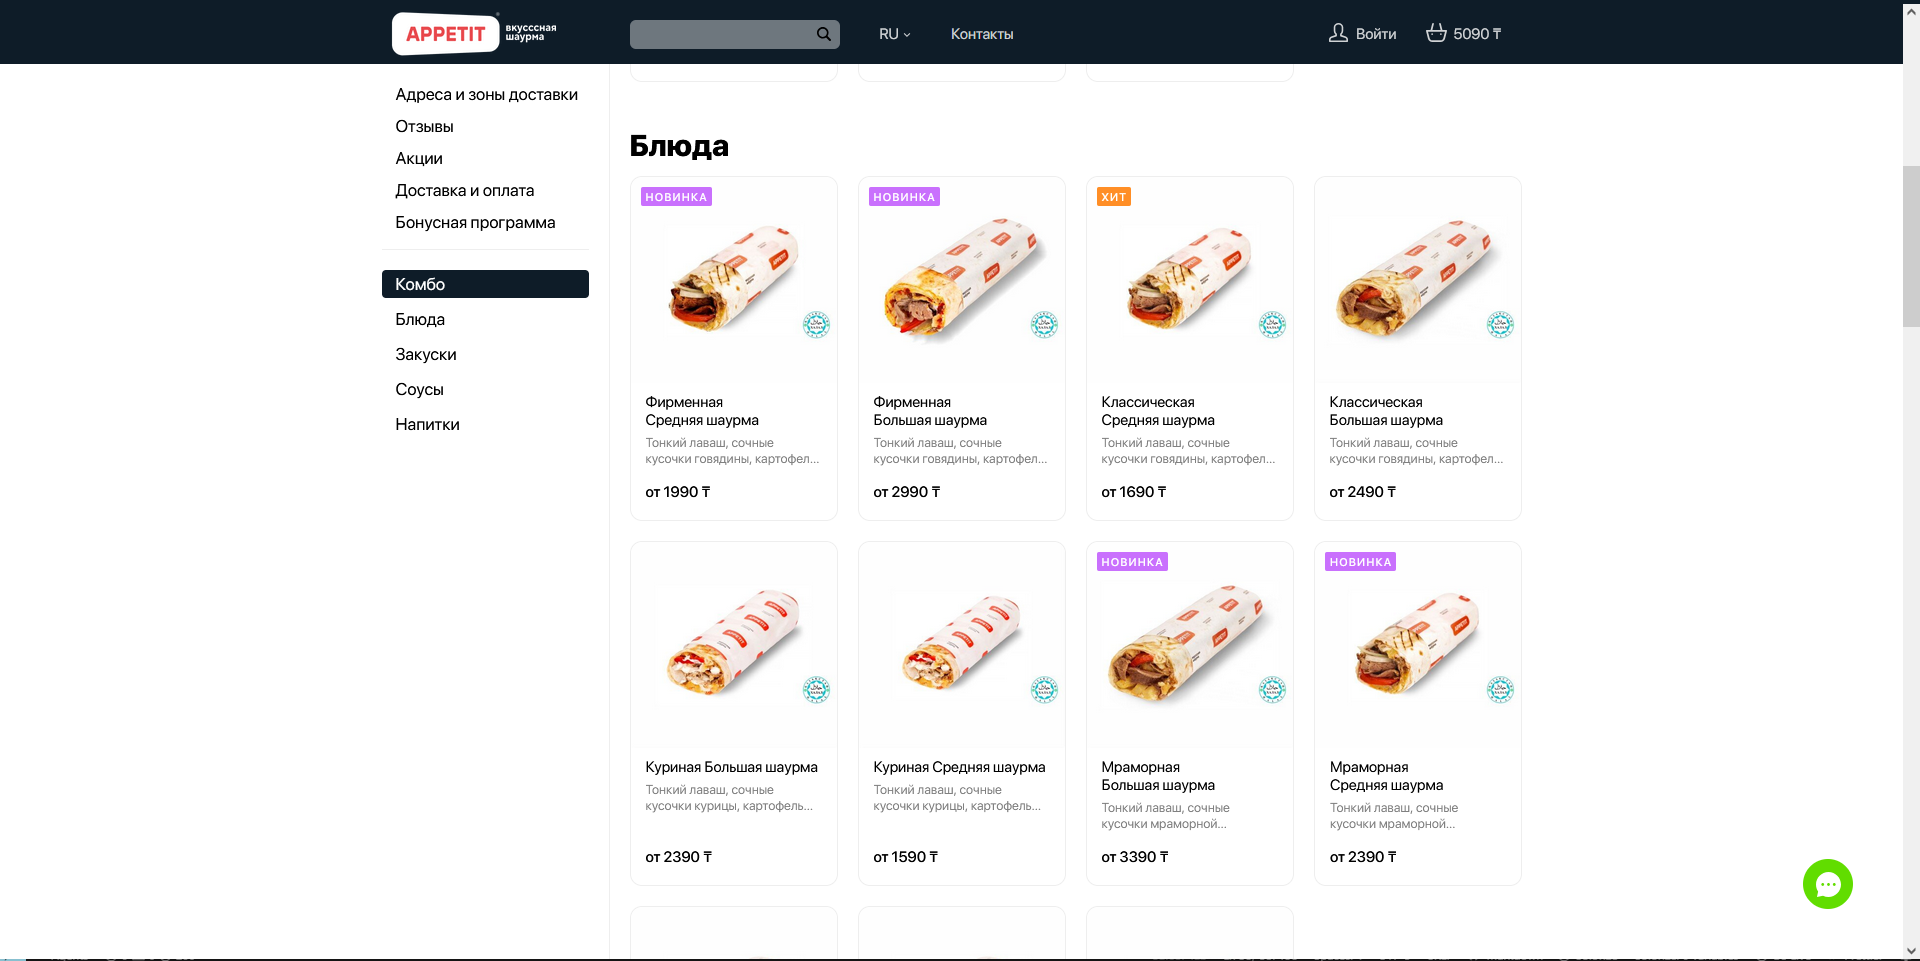 APPETIT
вкусссная
шаурма
RU
Контакты
Войти
5090 ₸
Адреса и зоны доставки
Отзывы
Акции
Доставка и оплата
Бонусная программа
Комбо
Блюда
Закуски
Соусы
Напитки
Блюда
НОВИНКА
Фирменная
Средняя шаурма
Тонкий лаваш, сочные
кусочки говядины, картофел...
от 1990 ₸
НОВИНКА
Фирменная
Большая шаурма
Тонкий лаваш, сочные
кусочки говядины, картофел...
от 2990 ₸
ХИТ
Классическая
Средняя шаурма
Тонкий лаваш, сочные
кусочки говядины, картофел...
от 1690 ₸
Классическая
Большая шаурма
Тонкий лаваш, сочные
кусочки говядины, картофел...
от 2490 ₸
Куриная Большая шаурма
Тонкий лаваш, сочные
кусочки курицы, картофель...
от 2390 ₸
Куриная Средняя шаурма
Тонкий лаваш, сочные
кусочки курицы, картофель...
от 1590 ₸
НОВИНКА
Мраморная
Большая шаурма
Тонкий лаваш, сочные
кусочки мраморной...
от 3390 ₸
НОВИНКА
Мраморная
Средняя шаурма
Тонкий лаваш, сочные
кусочки мраморной...
от 2390 ₸